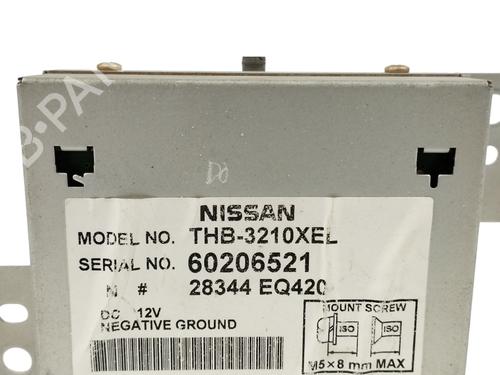 B-PARTS
DO
NISSAN
MODEL NO. THB-3210XEL
SERIAL NO. 60206521
N # 28344 EQ420
DC 12V
NEGATIVE GROUND
MOUNT SCREW
ISO ISO
M5×8 mm MAX